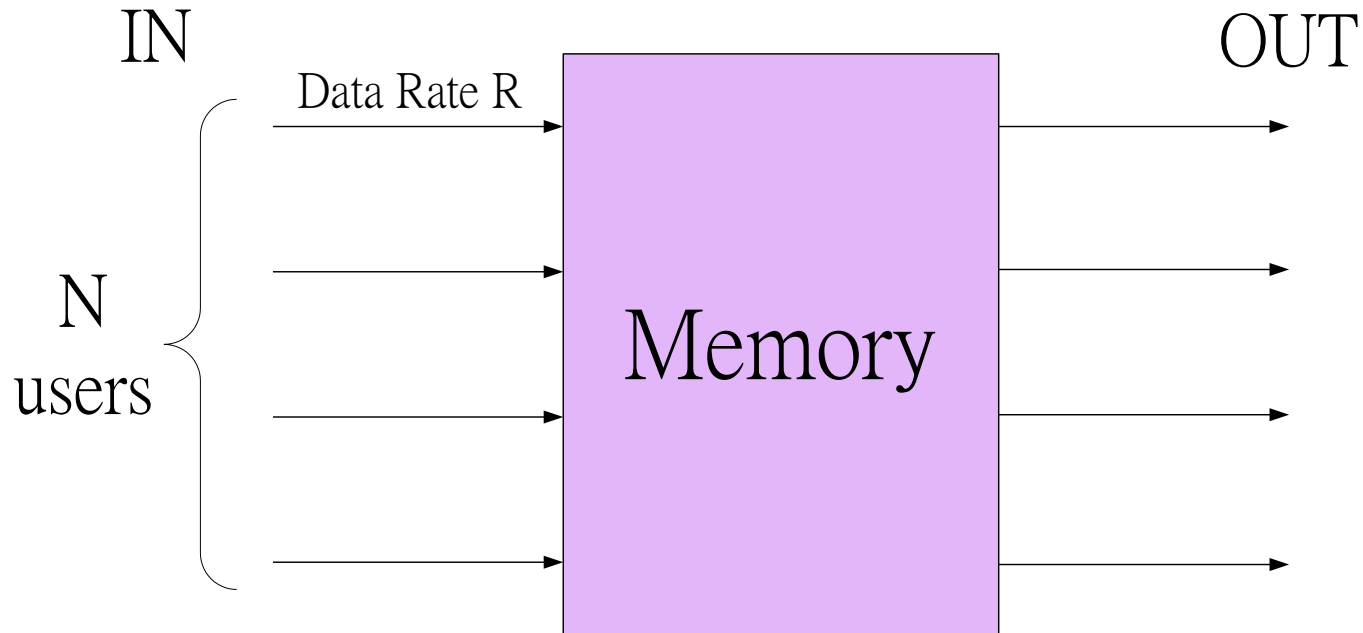 IN
OUT
Data Rate R
N
users
Memory